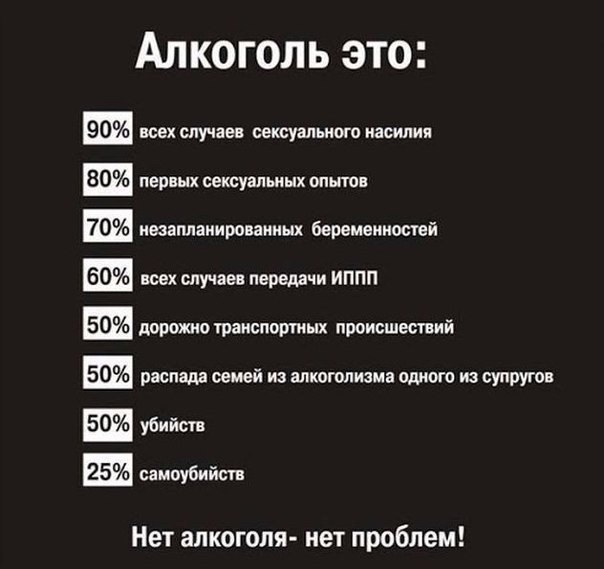 Алкоголь это:
90% всех случаев сексуального насилия
80% первых сексуальных опытов
70% незапланированных беременностей
60% всех случаев передачи ИППП
50% дорожно транспортных происшествий
50% распада семей из алкоголизма одного из супругов
50% убийств
25% самоубийств
Нет алкоголя- нет проблем!